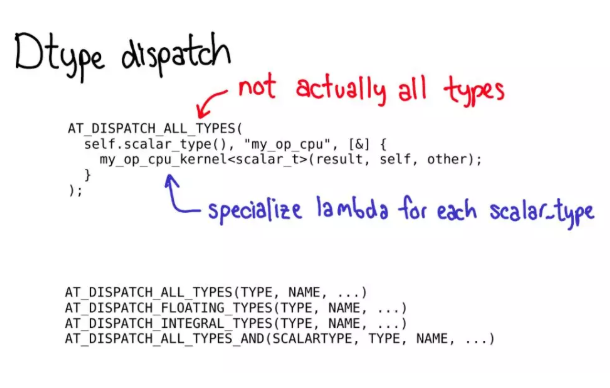 Dtype dispatch
not actually all types
AT_DISPATCH_ALL_TYPES(
self.scalar_type(), "my_op_cpu", [&] {
my_op_cpu_kernel<scalar_t>(result, self, other);
}
);
specialize lambda for each scalar_type
AT_DISPATCH_ALL_TYPES(TYPE, NAME, ...)
AT_DISPATCH_FLOATING_TYPES(TYPE, NAME, ...)
AT_DISPATCH_INTEGRAL_TYPES(TYPE, NAME, ...)
AT_DISPATCH_ALL_TYPES_AND(SCALARTYPE, TYPE, NAME, ...)